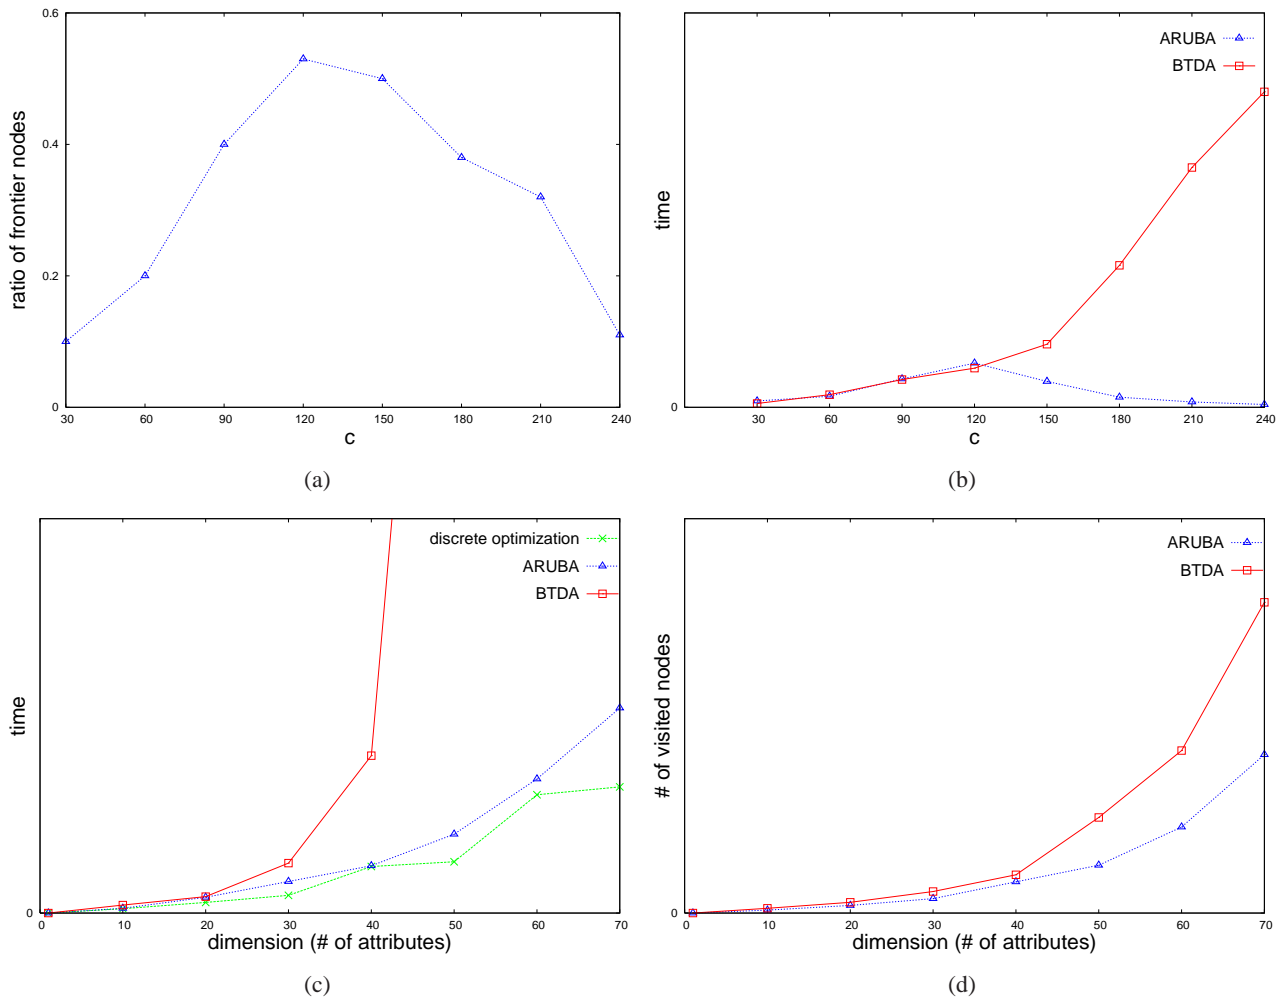 ratio of frontier nodes
0.6
0.4
0.2
0
30 60 90 120 150 180 210 240
c
(a)
ARUBA
BTDA
time
0
30 60 90 120 150 180 210 240
c
(b)
discrete optimization
ARUBA
BTDA
time
0
0 10 20 30 40 50 60 70
dimension (# of attributes)
(c)
ARUBA
BTDA
# of visited nodes
0
0 10 20 30 40 50 60 70
dimension (# of attributes)
(d)